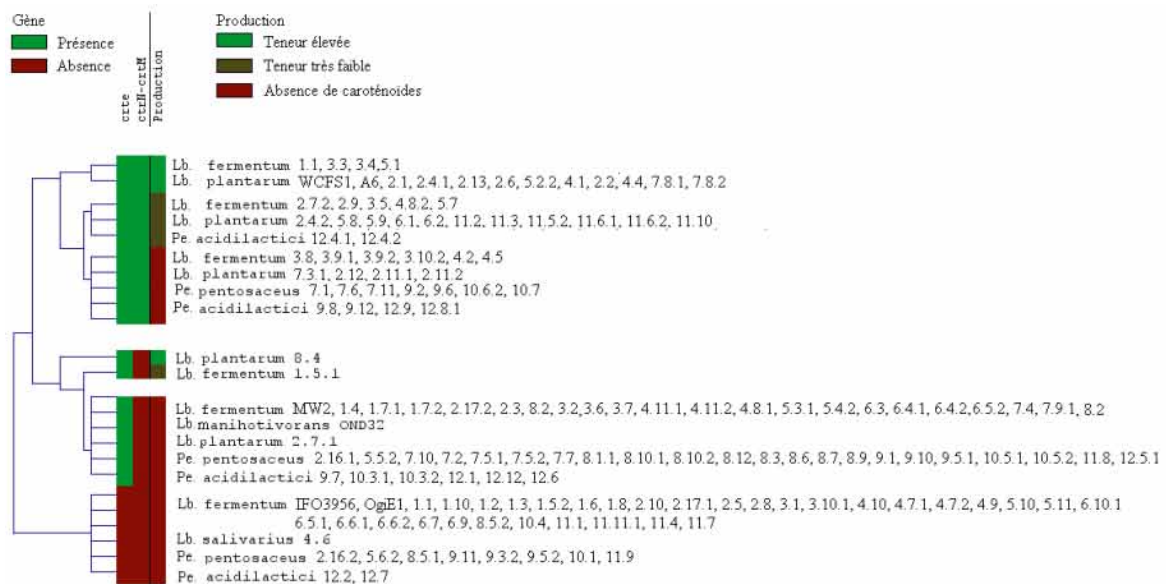 Gène
Présence
Absence
Production
Teneur élevée
Teneur très faible
Absence de caroténoides
crte
ctrN-crtM
Production
Lb. fermentum 1.1, 3.3, 3.4,5.1
Lb. plantarum WCFS1, A6, 2.1, 2.4.1, 2.13, 2.6, 5.2.2, 4.1, 2.2, 4.4, 7.8.1, 7.8.2
Lb. fermentum 2.7.2, 2.9, 3.5, 4.8.2, 5.7
Lb. plantarum 2.4.2, 5.8, 5.9, 6.1, 6.2, 11.2, 11.3, 11.5.2, 11.6.1, 11.6.2, 11.10
Pe. acidilactici 12.4.1, 12.4.2
Lb. fermentum 3.8, 3.9.1, 3.9.2, 3.10.2, 4.2, 4.5
Lb. plantarum 7.3.1, 2.12, 2.11.1, 2.11.2
Pe. pentosaceus 7.1, 7.6, 7.11, 9.2, 9.6, 10.6.2, 10.7
Pe. acidilactici 9.8, 9.12, 12.9, 12.8.1
Lb. plantarum 8.4
Lb. fermentum 1.5.1
Lb. fermentum MW2, 1.4, 1.7.1, 1.7.2, 2.17.2, 2.3, 8.2, 3.2, 3.6, 3.7, 4.11.1, 4.11.2, 4.8.1, 5.3.1, 5.4.2, 6.3, 6.4.1, 6.4.2, 6.5.2, 7.4, 7.9.1, 8.2
Lb. manihotivorans OND32
Lb. plantarum 2.7.1
Pe. pentosaceus 2.16.1, 5.5.2, 7.10, 7.2, 7.5.1, 7.5.2, 7.7, 8.1.1, 8.10.1, 8.10.2, 8.12, 8.3, 8.6, 8.7, 8.9, 9.1, 9.10, 9.5.1, 10.5.1, 10.5.2, 11.8, 12.5.1
Pe. acidilactici 9.7, 10.3.1, 10.3.2, 12.1, 12.12, 12.6
Lb. fermentum IFO3956, OgiE1, 1.1, 1.10, 1.2, 1.3, 1.5.2, 1.6, 1.8, 2.10, 2.17.1, 2.5, 2.8, 3.1, 3.10.1, 4.10, 4.7.1, 4.7.2, 4.9, 5.10, 5.11, 6.10.1
6.5.1, 6.6.1, 6.6.2, 6.7, 6.9, 8.5.2, 10.4, 11.1, 11.11.1, 11.4, 11.7
Lb. salivarius 4.6
Pe. pentosaceus 2.16.2, 5.6.2, 8.5.1, 9.11, 9.3.2, 9.5.2, 10.1, 11.9
Pe. acidilactici 12.2, 12.7